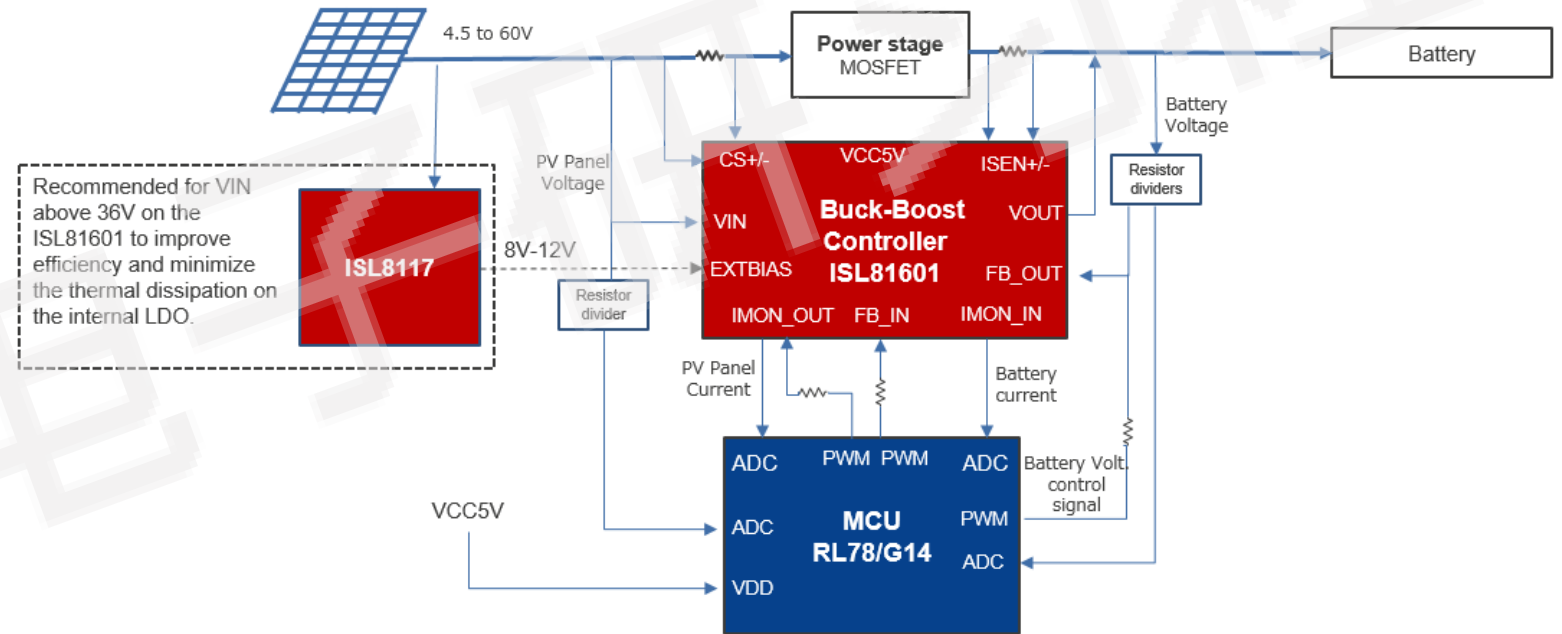 4.5 to 60V
Power stage
MOSFET
Battery
Battery
Voltage
PV Panel
Voltage
CS+/-
VCC5V
ISEN+/-
Resistor
dividers
Recommended for VIN
above 36V on the
ISL81601 to improve
efficiency and minimize
the thermal dissipation on
the internal LDO.
ISL8117
8V-12V
VIN
Buck-Boost
Controller
ISL81601
VOUT
EXTBIAS
FB_OUT
Resistor
divider
IMON_OUT
FB_IN
IMON_IN
PV Panel
Current
Battery
current
ADC
PWM
PWM
ADC
Battery Volt.
control
signal
VCC5V
ADC
MCU
RL78/G14
PWM
ADC
VDD